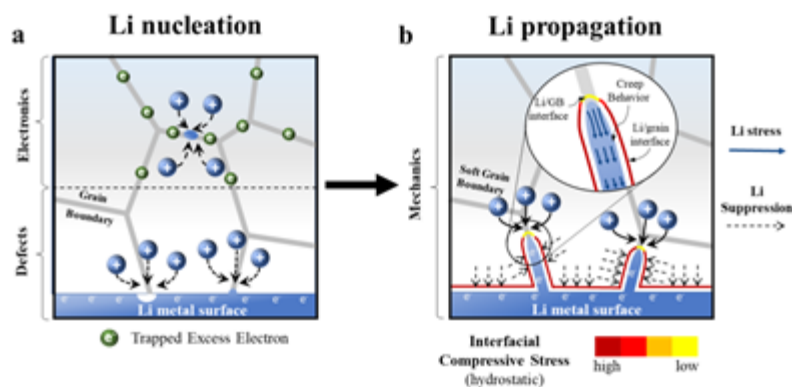 Li nucleation
Li propagation
a
b
Electronics
Defects
Grain
Boundary
Li metal surface
Trapped Excess Electron
Mechanics
Li/GB
interface
Creep
Behavior
Li/grain
interface
Soft Grain
Boundary
Li metal surface
Li stress
Li
Suppression
Interfacial
Compressive Stress
(hydrostatic)
high
low